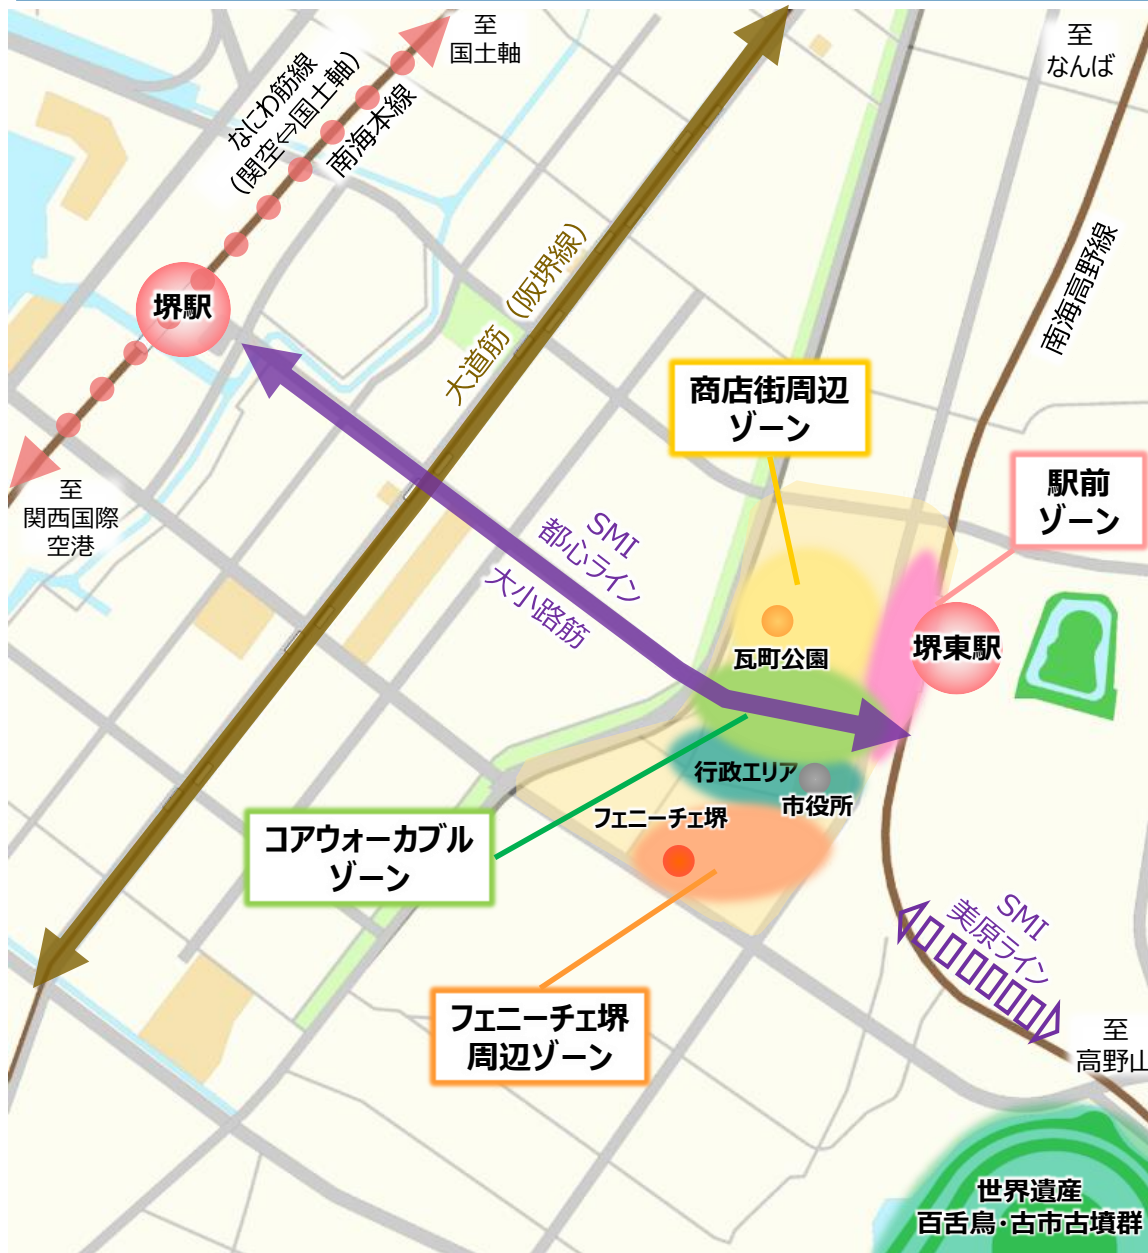 至
国土軸
至
なんば
なにわ筋線
(関空⇔国土軸)
南海本線
南海高野線
堺駅
大道筋（阪堺線）
商店街周辺
ゾーン
駅前
ゾーン
至
関西国際
空港
SMI
都心ライン
大小路筋
瓦町公園
堺東駅
行政エリア
市役所
フェニーチェ堺
コアウォーカブル
ゾーン
SMI
美原ライン
フェニーチェ堺
周辺ゾーン
至
高野山
世界遺産
百舌鳥・古市古墳群